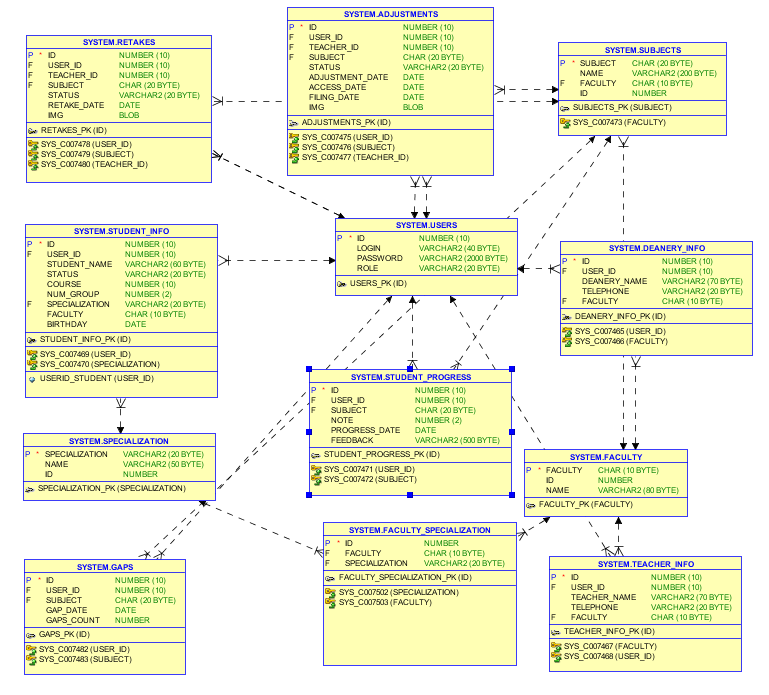 SYSTEM.RETAKES
P * ID NUMBER (10)
F USER_ID NUMBER (10)
F TEACHER_ID NUMBER (10)
F SUBJECT CHAR (20 BYTE)
STATUS VARCHAR2 (20 BYTE)
RETAKE_DATE DATE
IMG BLOB
RETAKES_PK (ID)
SYS_C007478 (USER_ID)
SYS_C007479 (SUBJECT)
SYS_C007480 (TEACHER_ID)
SYSTEM.ADJUSTMENTS
P * ID NUMBER (10)
F USER_ID NUMBER (10)
F TEACHER_ID NUMBER (10)
F SUBJECT CHAR (20 BYTE)
STATUS VARCHAR2 (20 BYTE)
ADJUSTMENT_DATE DATE
ACCESS_DATE DATE
FILING_DATE DATE
IMG BLOB
ADJUSTMENTS_PK (ID)
SYS_C007475 (USER_ID)
SYS_C007476 (SUBJECT)
SYS_C007477 (TEACHER_ID)
SYSTEM.SUBJECTS
P * SUBJECT CHAR (20 BYTE)
NAME VARCHAR2 (200 BYTE)
F FACULTY CHAR (10 BYTE)
ID NUMBER
SUBJECTS_PK (SUBJECT)
SYS_C007473 (FACULTY)
SYSTEM.STUDENT_INFO
P * ID NUMBER (10)
F USER_ID NUMBER (10)
STUDENT_NAME VARCHAR2 (60 BYTE)
STATUS VARCHAR2 (20 BYTE)
COURSE NUMBER (10)
NUM_GROUP NUMBER (2)
F SPECIALIZATION VARCHAR2 (20 BYTE)
FACULTY CHAR (10 BYTE)
BIRTHDAY DATE
STUDENT_INFO_PK (ID)
SYS_C007469 (USER_ID)
SYS_C007470 (SPECIALIZATION)
USERID_STUDENT (USER_ID)
SYSTEM.USERS
P * ID NUMBER (10)
LOGIN VARCHAR2 (40 BYTE)
PASSWORD VARCHAR2 (2000 BYTE)
ROLE VARCHAR2 (20 BYTE)
USERS_PK (ID)
SYSTEM.DEANERY_INFO
P * ID NUMBER (10)
F USER_ID NUMBER (10)
DEANERY_NAME VARCHAR2 (70 BYTE)
TELEPHONE VARCHAR2 (20 BYTE)
F FACULTY CHAR (10 BYTE)
DEANERY_INFO_PK (ID)
SYS_C007465 (USER_ID)
SYS_C007466 (FACULTY)
SYSTEM.STUDENT_PROGRESS
P * ID NUMBER (10)
F USER_ID NUMBER (10)
F SUBJECT CHAR (20 BYTE)
NOTE NUMBER (2)
PROGRESS_DATE DATE
FEEDBACK VARCHAR2 (500 BYTE)
STUDENT_PROGRESS_PK (ID)
SYS_C007471 (USER_ID)
SYS_C007472 (SUBJECT)
SYSTEM.SPECIALIZATION
P * SPECIALIZATION VARCHAR2 (20 BYTE)
NAME VARCHAR2 (50 BYTE)
ID NUMBER
SPECIALIZATION_PK (SPECIALIZATION)
SYSTEM.FACULTY
P * FACULTY CHAR (10 BYTE)
ID NUMBER
NAME VARCHAR2 (80 BYTE)
FACULTY_PK (FACULTY)
SYSTEM.GAPS
P * ID NUMBER (10)
F USER_ID NUMBER (10)
F SUBJECT CHAR (20 BYTE)
GAP_DATE DATE
GAPS_COUNT NUMBER
GAPS_PK (ID)
SYS_C007482 (USER_ID)
SYS_C007483 (SUBJECT)
SYSTEM.FACULTY_SPECIALIZATION
P * ID NUMBER
F FACULTY CHAR (10 BYTE)
F SPECIALIZATION VARCHAR2 (20 BYTE)
FACULTY_SPECIALIZATION_PK (ID)
SYS_C007502 (SPECIALIZATION)
SYS_C007503 (FACULTY)
SYSTEM.TEACHER_INFO
P * ID NUMBER (10)
F USER_ID NUMBER (10)
TEACHER_NAME VARCHAR2 (70 BYTE)
TELEPHONE VARCHAR2 (20 BYTE)
F FACULTY CHAR (10 BYTE)
TEACHER_INFO_PK (ID)
SYS_C007467 (FACULTY)
SYS_C007468 (USER_ID)